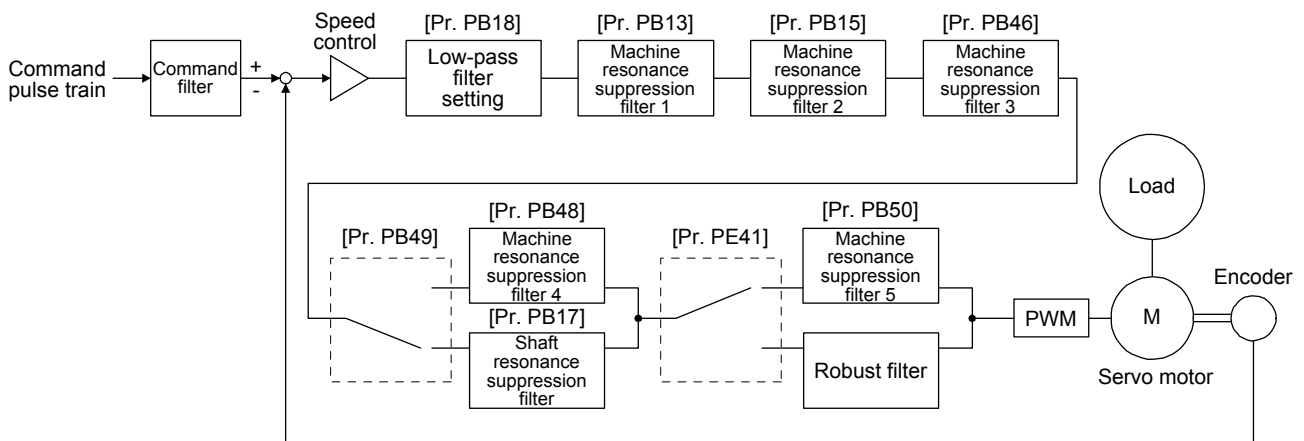 Command
pulse train
Command
filter
+
-
Speed
control
[Pr. PB18]
Low-pass
filter
setting
[Pr. PB13]
Machine
resonance
suppression
filter 1
[Pr. PB15]
Machine
resonance
suppression
filter 2
[Pr. PB46]
Machine
resonance
suppression
filter 3
[Pr. PB49]
[Pr. PB48]
Machine
resonance
suppression
filter 4
[Pr. PB17]
Shaft
resonance
suppression
filter
[Pr. PE41]
[Pr. PB50]
Machine
resonance
suppression
filter 5
Robust filter
PWM
Load
M
Servo motor
Encoder